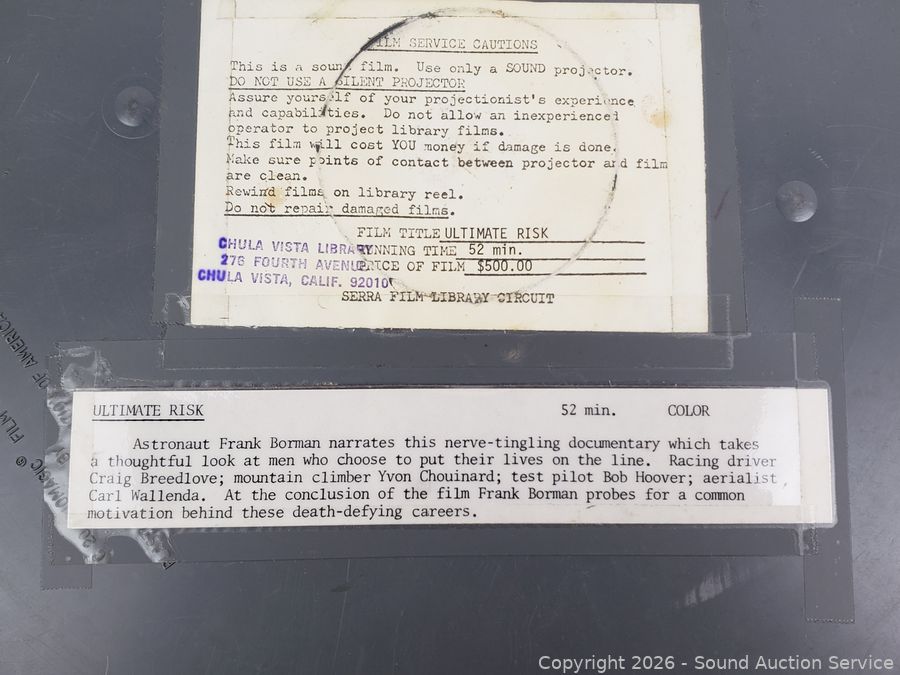 FILM SERVICE CAUTIONS
This is a sound film. Use only a SOUND projector.
DO NOT USE A SILENT PROJECTOR
Assure yourself of your projectionist's experience
and capabilities. Do not allow an inexperienced
operator to project library films.
This film will cost YOU money if damage is done.
Make sure points of contact between projector and film
are clean.
Rewind films on library reel.
Do not repair damaged films.
FILM TITLE ULTIMATE RISK
RUNNING TIME 52 min.
PRICE OF FILM $500.00
CHULA VISTA LIBRARY
276 FOURTH AVENUE
CHULA VISTA, CALIF. 92010
SERRA FILM LIBRARY CIRCUIT
OF AMERICA
FILM
ULTIMATE RISK 52 min. COLOR
Astronaut Frank Borman narrates this nerve-tingling documentary which takes
a thoughtful look at men who choose to put their lives on the line. Racing driver
Craig Breedlove; mountain climber Yvon Chouinard; test pilot Bob Hoover; aerialist
Carl Wallenda. At the conclusion of the film Frank Borman probes for a common
motivation behind these death-defying careers.
Copyright 2026 - Sound Auction Service